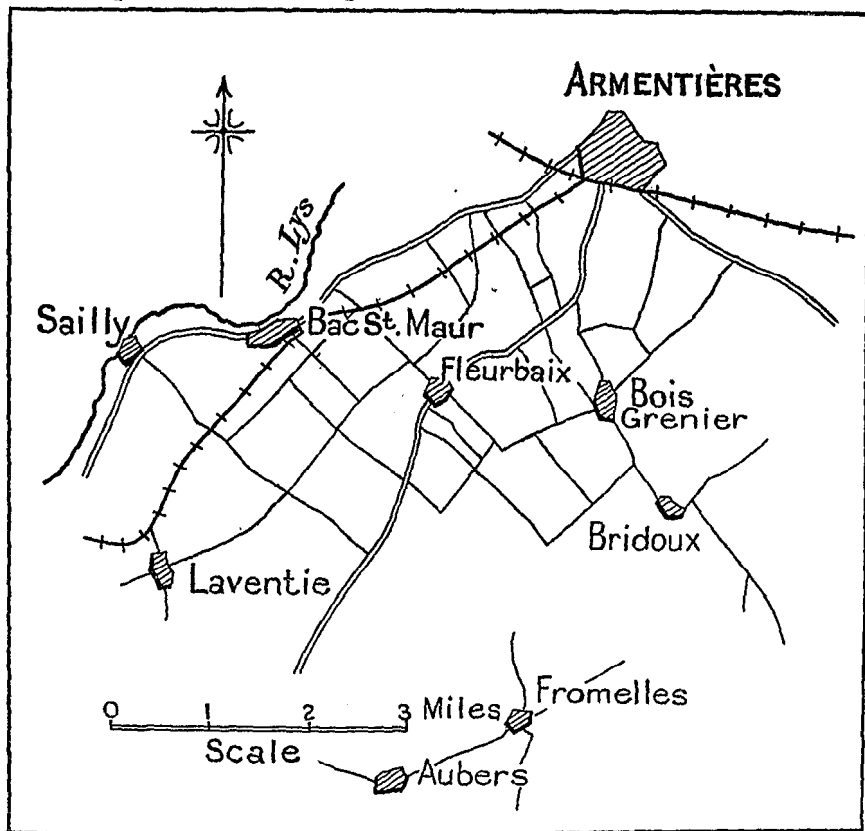 ARMENTIÈRES
R. Lys
Sailly
Bac St. Maur
Fleurbaix
Bois
Grenier
Bridoux
Laventie
Fromelles
0 1 2 3 Miles
Scale
Aubers